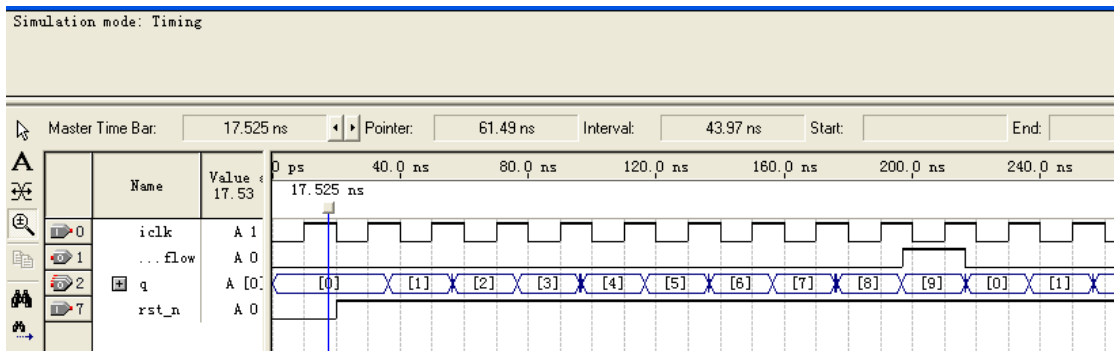 Simulation mode: Timing
Master Time Bar: 17.525 ns Pointer: 61.49 ns Interval: 43.97 ns Start: End:
A
Name
Value
17.53
0 ps 40.0 ns 80.0 ns 120.0 ns 160.0 ns 200.0 ns 240.0 ns
17.525 ns
0 iclk A 1
1 ...flow A 0
2 q A [0] [0] [1] [2] [3] [4] [5] [6] [7] [8] [9] [0] [1]
7 rst_n A 0